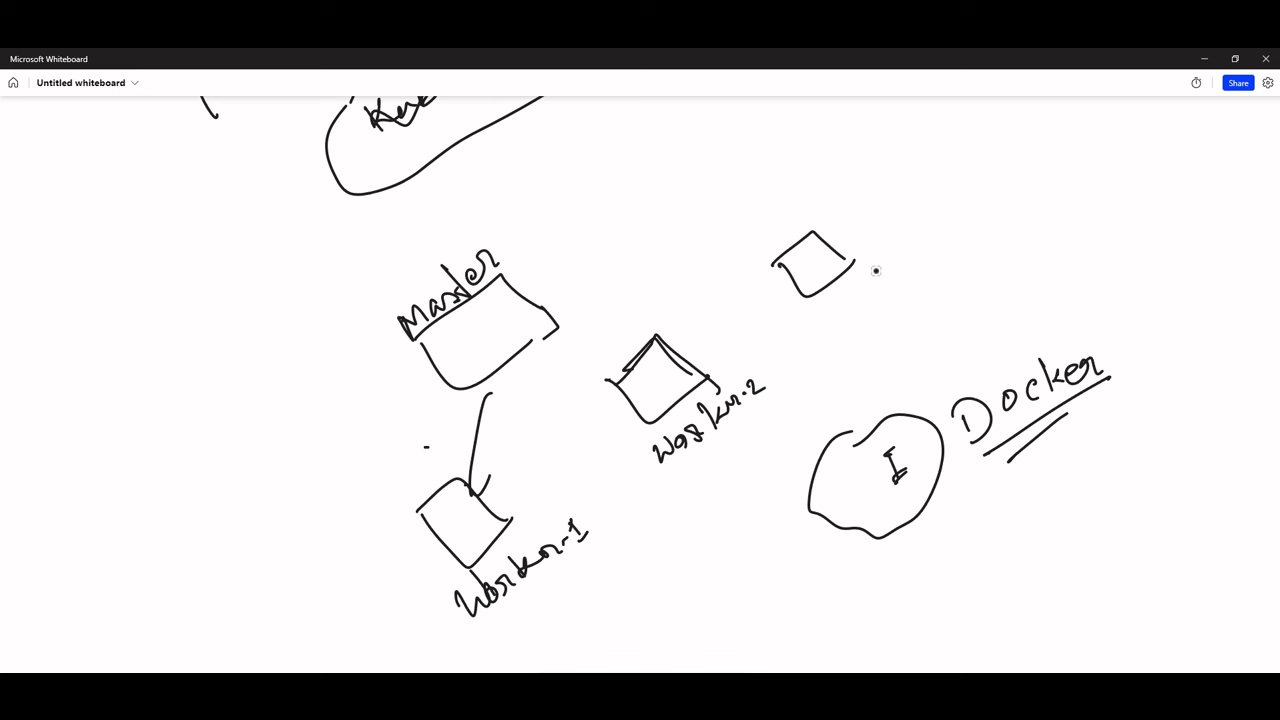 Microsoft Whiteboard
Untitled whiteboard
Share
Master
Worker-2
Docker
I
Worker-1